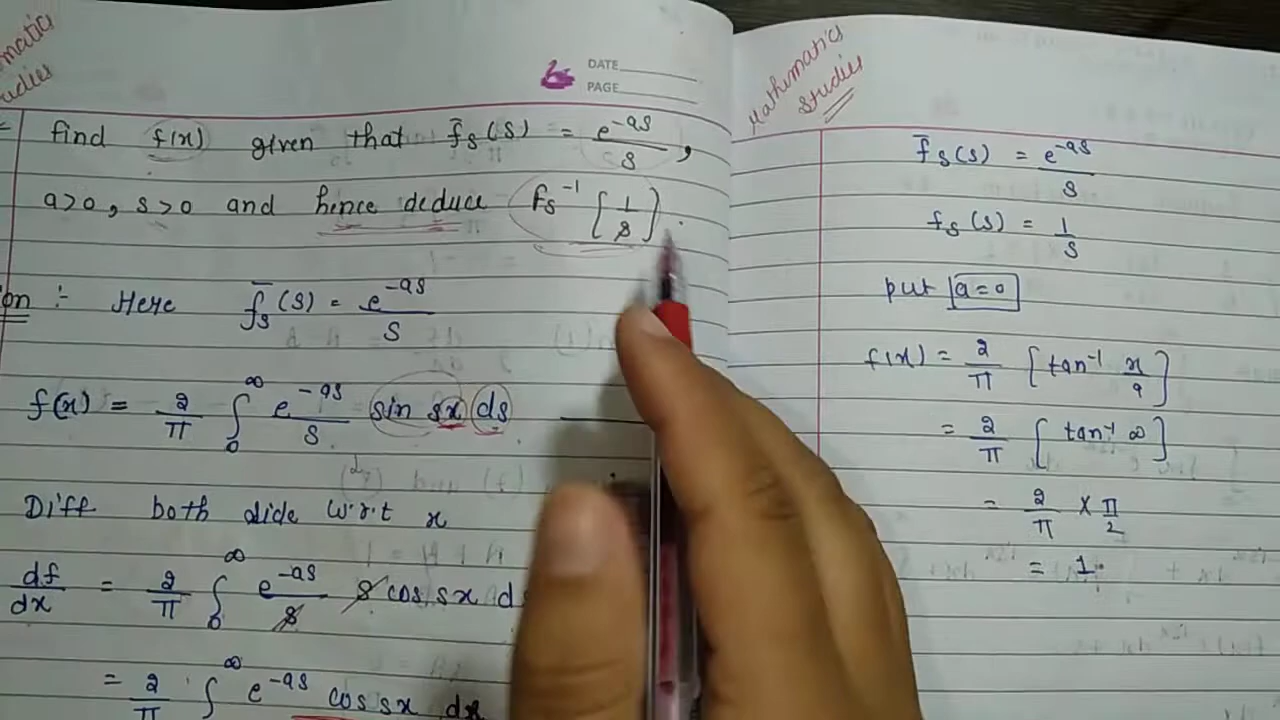 DATE
PAGE
find f(x) given that f̄s(s) = e^-as / s ,
a>0, s>0 and hence deduce fs^-1 [1/s] .
:- Here f̄s(s) = e^-as / s
f(x) = 2/π ∫0^∞ e^-as / s sin sx ds
Diff both side w.r.t x
df/dx = 2/π ∫0^∞ e^-as / s s cos sx d
= 2/π ∫ ^∞ e^-as cos sx dx
Mathematics
Studies
f̄s(s) = e^-as / s
fs(s) = 1/s
put a=0
f(x) = 2/π [tan^-1 x/a]
= 2/π [tan^-1 ∞]
= 2/π × π/2
= 1.